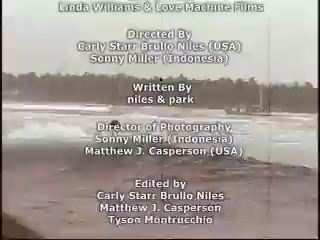 Linda Williams & Love Machine Films
Directed By
Carly Starr Brullo Niles (USA)
Sonny Miller (Indonesia)
Written By
niles & park
Director of Photography
Sonny Miller (Indonesia)
Matthew J. Casperson (USA)
Edited by
Carly Starr Brullo Niles
Matthew J. Casperson
Tyson Montrucchio